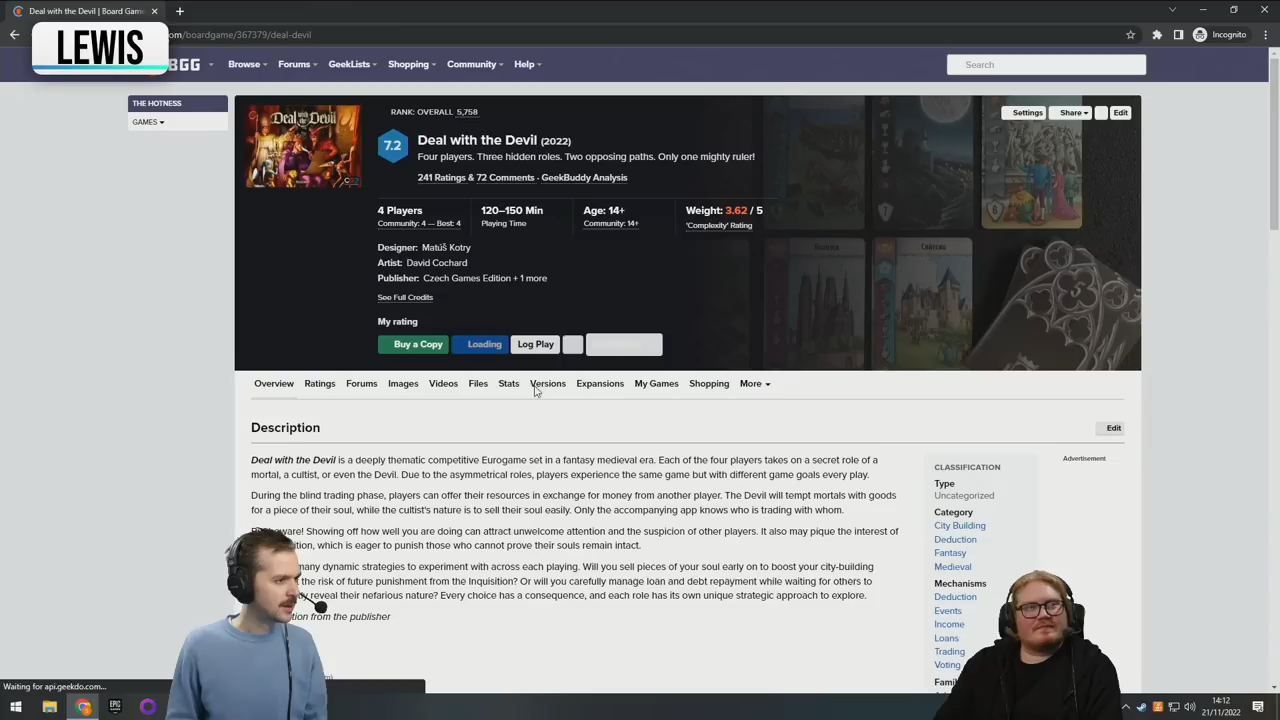 Deal with the Devil | Board Game
LEWIS
om/boardgame/367379/deal-devil
Incognito
BGG
Browse
Forums
GeekLists
Shopping
Community
Help
Search
THE HOTNESS
GAMES
Deal with the Devil
RANK: OVERALL 5,758
Settings
Share
Edit
7.2
Deal with the Devil (2022)
Four players. Three hidden roles. Two opposing paths. Only one mighty ruler!
241 Ratings & 72 Comments - GeekBuddy Analysis
4 Players
Community: 4 — Best: 4
120–150 Min
Playing Time
Age: 14+
Community: 14+
Weight: 3.62 / 5
'Complexity' Rating
Designer: Matúš Kotry
Artist: David Cochard
Publisher: Czech Games Edition + 1 more
See Full Credits
My rating
Buy a Copy
Loading
Log Play
Overview
Ratings
Forums
Images
Videos
Files
Stats
Versions
Expansions
My Games
Shopping
More
Description
Edit
Deal with the Devil is a deeply thematic competitive Eurogame set in a fantasy medieval era. Each of the four players takes on a secret role of a
mortal, a cultist, or even the Devil. Due to the asymmetrical roles, players experience the same game but with different game goals every play.
During the blind trading phase, players can offer their resources in exchange for money from another player. The Devil will tempt mortals with goods
for a piece of their soul, while the cultist's nature is to sell their soul easily. Only the accompanying app knows who is trading with whom.
aware! Showing off how well you are doing can attract unwelcome attention and the suspicion of other players. It also may pique the interest of
ition, which is eager to punish those who cannot prove their souls remain intact.
many dynamic strategies to experiment with across each playing. Will you sell pieces of your soul early on to boost your city-building
the risk of future punishment from the Inquisition? Or will you carefully manage loan and debt repayment while waiting for others to
reveal their nefarious nature? Every choice has a consequence, and each role has its own unique strategic approach to explore.
tion from the publisher
CLASSIFICATION
Type
Uncategorized
Category
City Building
Deduction
Fantasy
Medieval
Mechanisms
Deduction
Events
Income
Loans
Trading
Voting
Famil
Advertisement
Waiting for api.geekdo.com...
14:12
21/11/2022